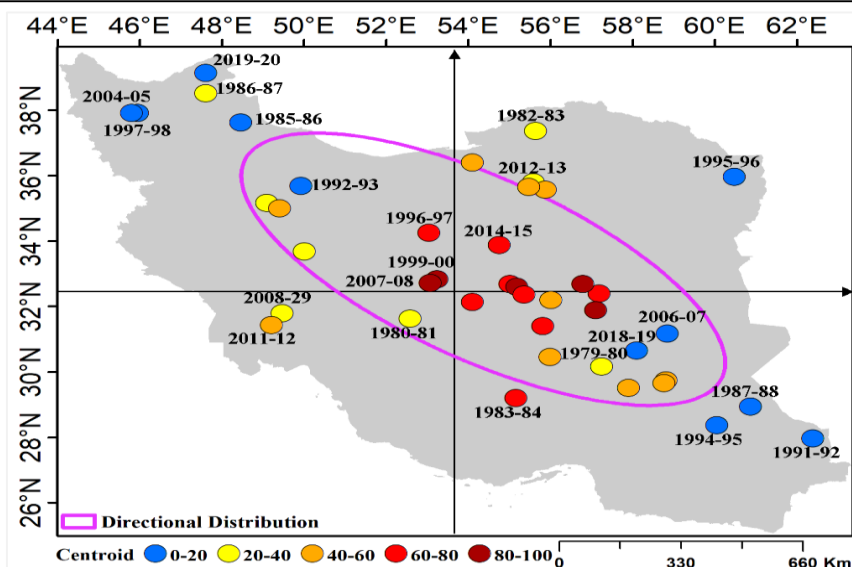 44°E 46°E 48°E 50°E 52°E 54°E 56°E 58°E 60°E 62°E
38°N
36°N
34°N
32°N
30°N
28°N
26°N
2019-20
1986-87
2004-05
1997-98
1985-86
1982-83
1992-93
2012-13
1995-96
1996-97
2014-15
1999-00
2007-08
2008-29
2011-12
1980-81
2006-07
2018-19
1979-80
1983-84
1987-88
1994-95
1991-92
Directional Distribution
Centroid 0-20 20-40 40-60 60-80 80-100
0 330 660 Km